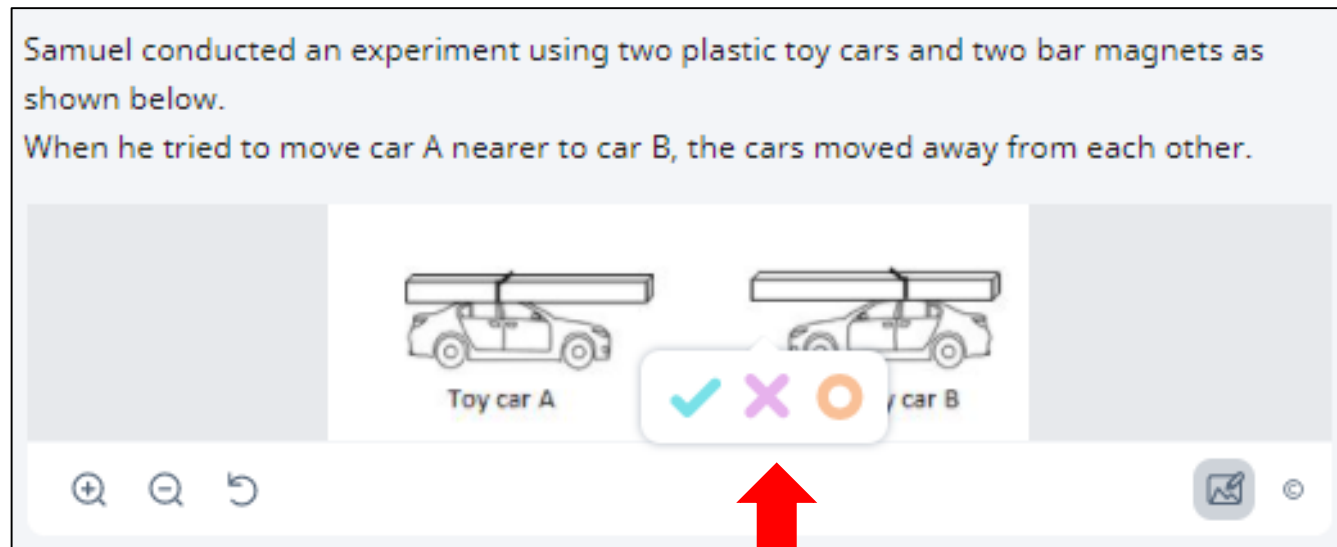 Samuel conducted an experiment using two plastic toy cars and two bar magnets as
shown below.
When he tried to move car A nearer to car B, the cars moved away from each other.
Toy car A
car B
©